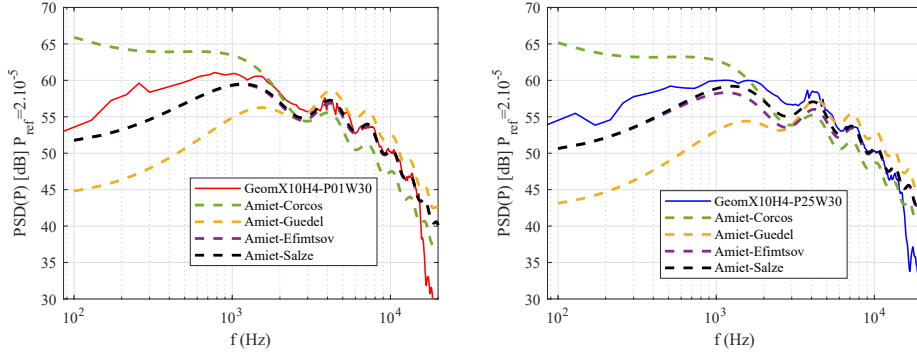 70
65
60
55
50
45
40
35
30
PSD(P) [dB] P_ref=2.10^-5
10^2
10^3
10^4
f (Hz)
GeomX10H4-P01W30
Amiet-Corcos
Amiet-Guedel
Amiet-Efimtsov
Amiet-Salze
70
65
60
55
50
45
40
35
30
PSD(P) [dB] P_ref=2.10^-5
10^2
10^3
10^4
f (Hz)
GeomX10H4-P25W30
Amiet-Corcos
Amiet-Guedel
Amiet-Efimtsov
Amiet-Salze